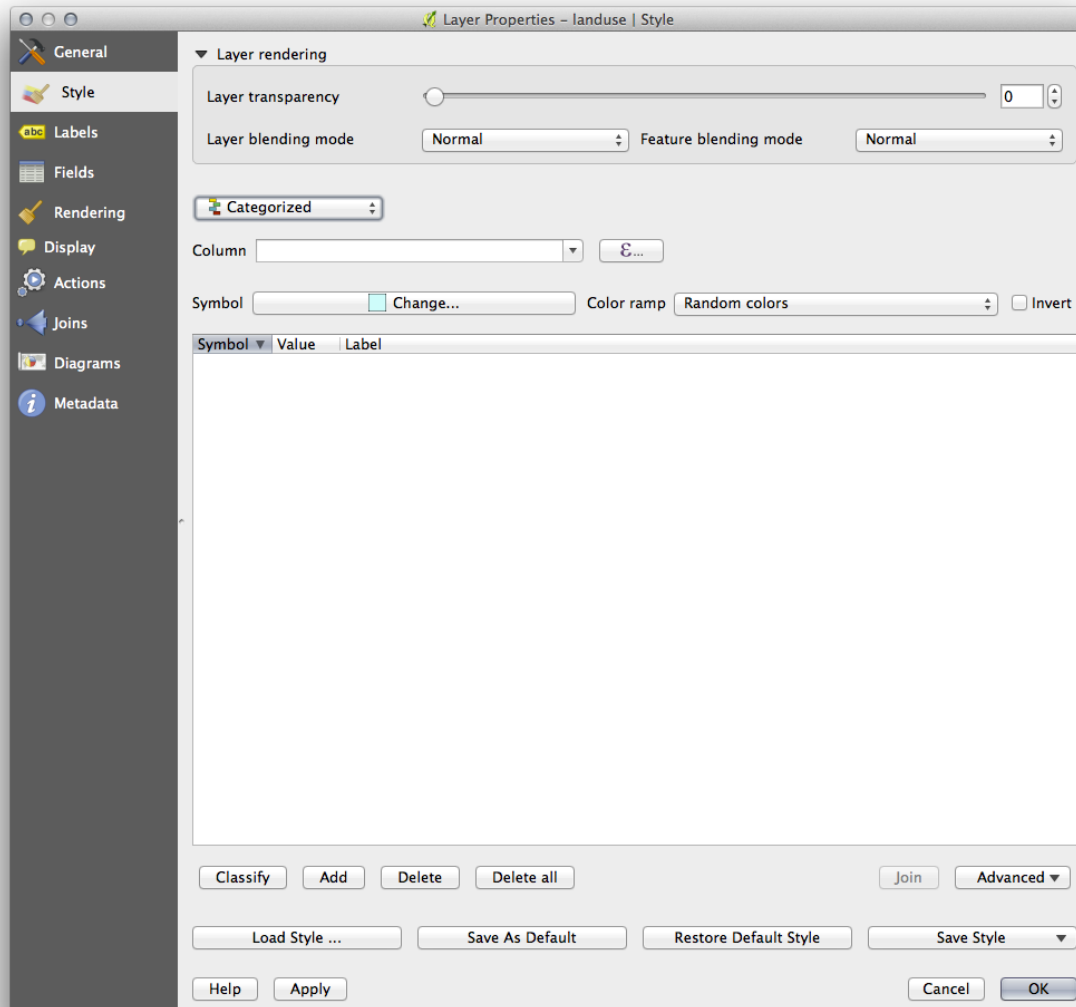 Layer Properties – landuse | Style
General
Style
abc Labels
Fields
Rendering
Display
Actions
Joins
Diagrams
i Metadata
Layer rendering
Layer transparency 0
Layer blending mode Normal Feature blending mode Normal
Categorized
Column ε...
Symbol Change... Color ramp Random colors Invert
Symbol Value Label
Classify Add Delete Delete all Join Advanced
Load Style ... Save As Default Restore Default Style Save Style
Help Apply Cancel OK